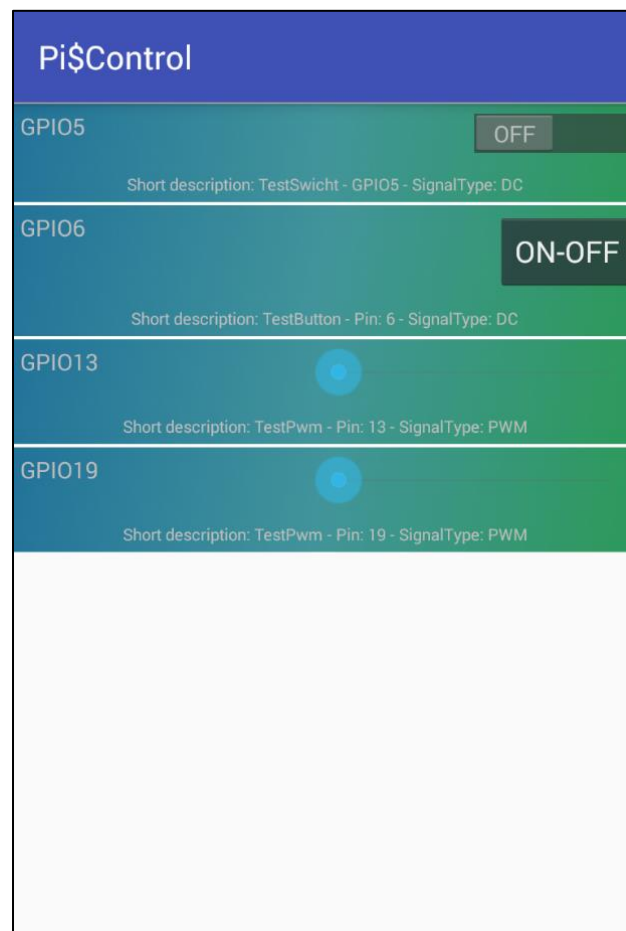 Pi$Control
GPIO5
OFF
Short description: TestSwicht - GPIO5 - SignalType: DC
GPIO6
ON-OFF
Short description: TestButton - Pin: 6 - SignalType: DC
GPIO13
Short description: TestPwm - Pin: 13 - SignalType: PWM
GPIO19
Short description: TestPwm - Pin: 19 - SignalType: PWM